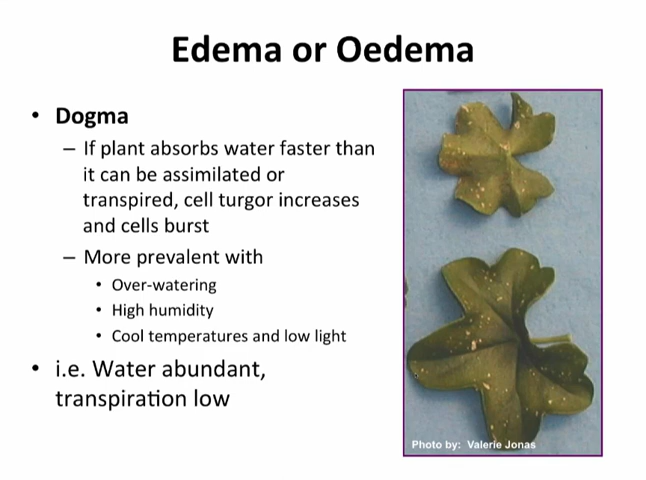 Edema or Oedema
• Dogma
– If plant absorbs water faster than
it can be assimilated or
transpired, cell turgor increases
and cells burst
– More prevalent with
• Over-watering
• High humidity
• Cool temperatures and low light
• i.e. Water abundant,
transpiration low
Photo by: Valerie Jonas